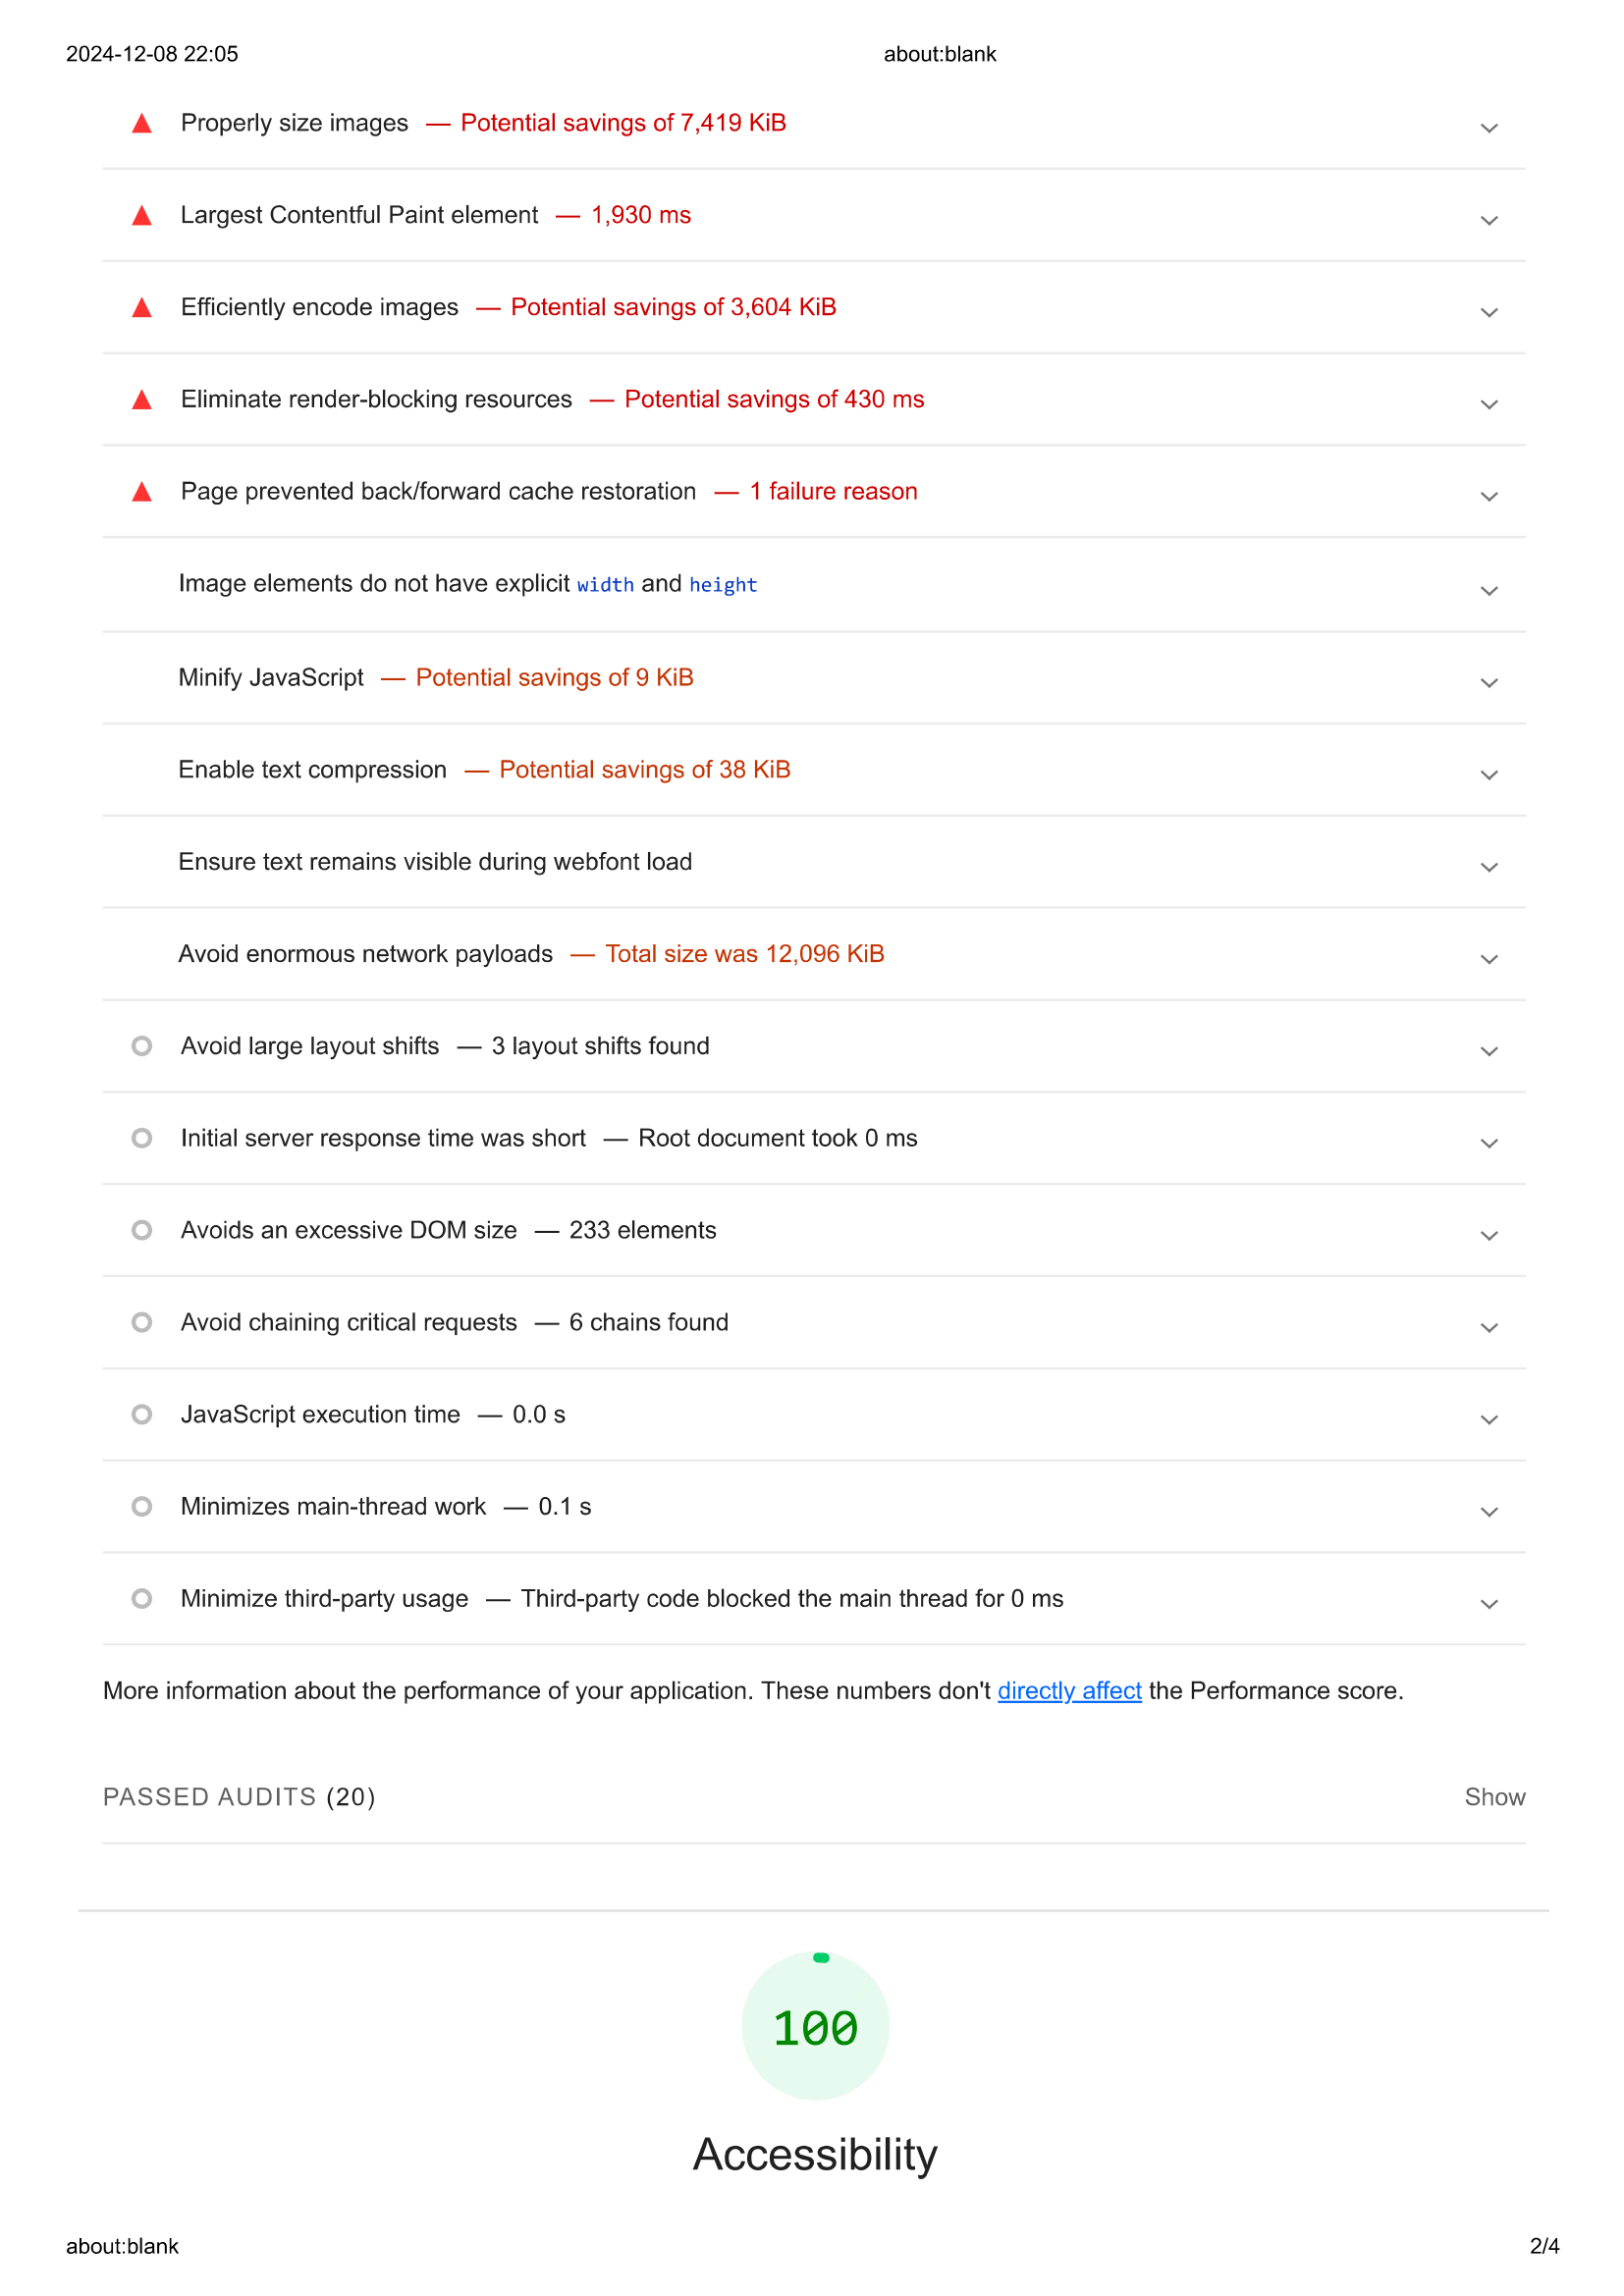 2024-12-08 22:05 about:blank
Properly size images — Potential savings of 7,419 KiB
Largest Contentful Paint element — 1,930 ms
Efficiently encode images — Potential savings of 3,604 KiB
Eliminate render-blocking resources — Potential savings of 430 ms
Page prevented back/forward cache restoration — 1 failure reason
Image elements do not have explicit width and height
Minify JavaScript — Potential savings of 9 KiB
Enable text compression — Potential savings of 38 KiB
Ensure text remains visible during webfont load
Avoid enormous network payloads — Total size was 12,096 KiB
Avoid large layout shifts — 3 layout shifts found
Initial server response time was short — Root document took 0 ms
Avoids an excessive DOM size — 233 elements
Avoid chaining critical requests — 6 chains found
JavaScript execution time — 0.0 s
Minimizes main-thread work — 0.1 s
Minimize third-party usage — Third-party code blocked the main thread for 0 ms
More information about the performance of your application. These numbers don't directly affect the Performance score.
PASSED AUDITS (20) Show
100
Accessibility
about:blank 2/4